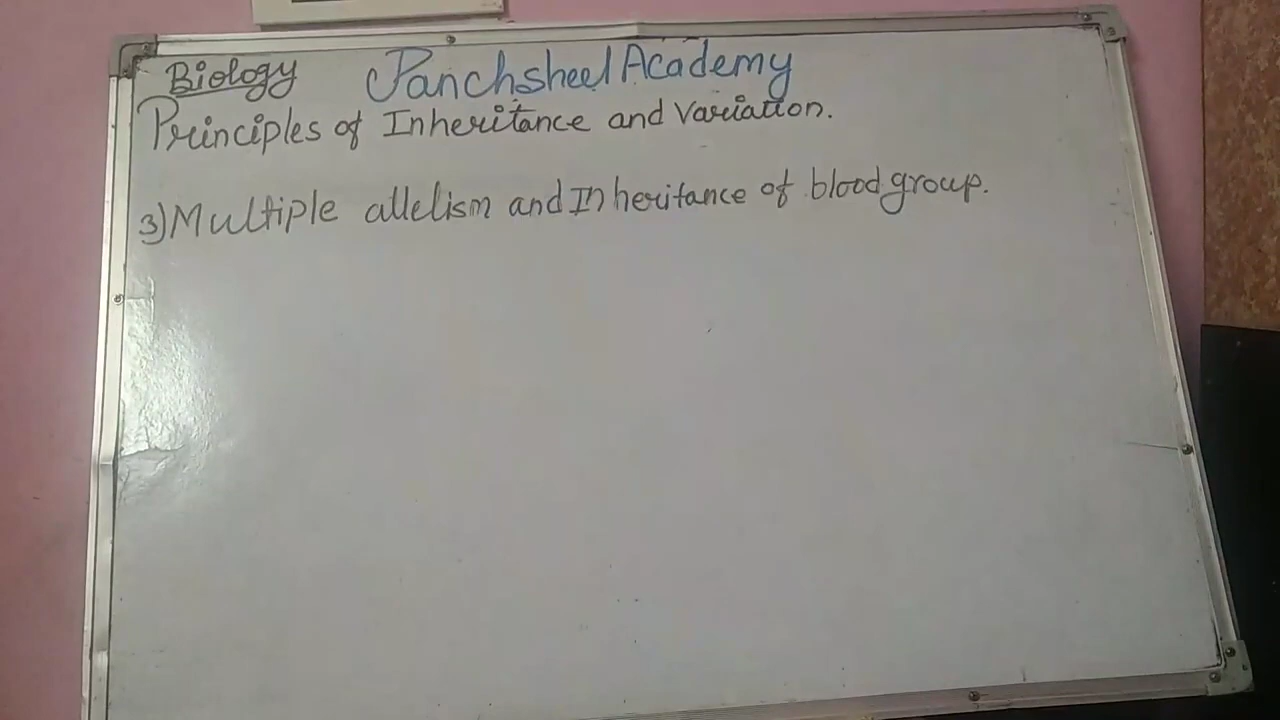 Biology Panchsheel Academy
Principles of Inheritance and Variation.
3) Multiple allelism and Inheritance of blood group.